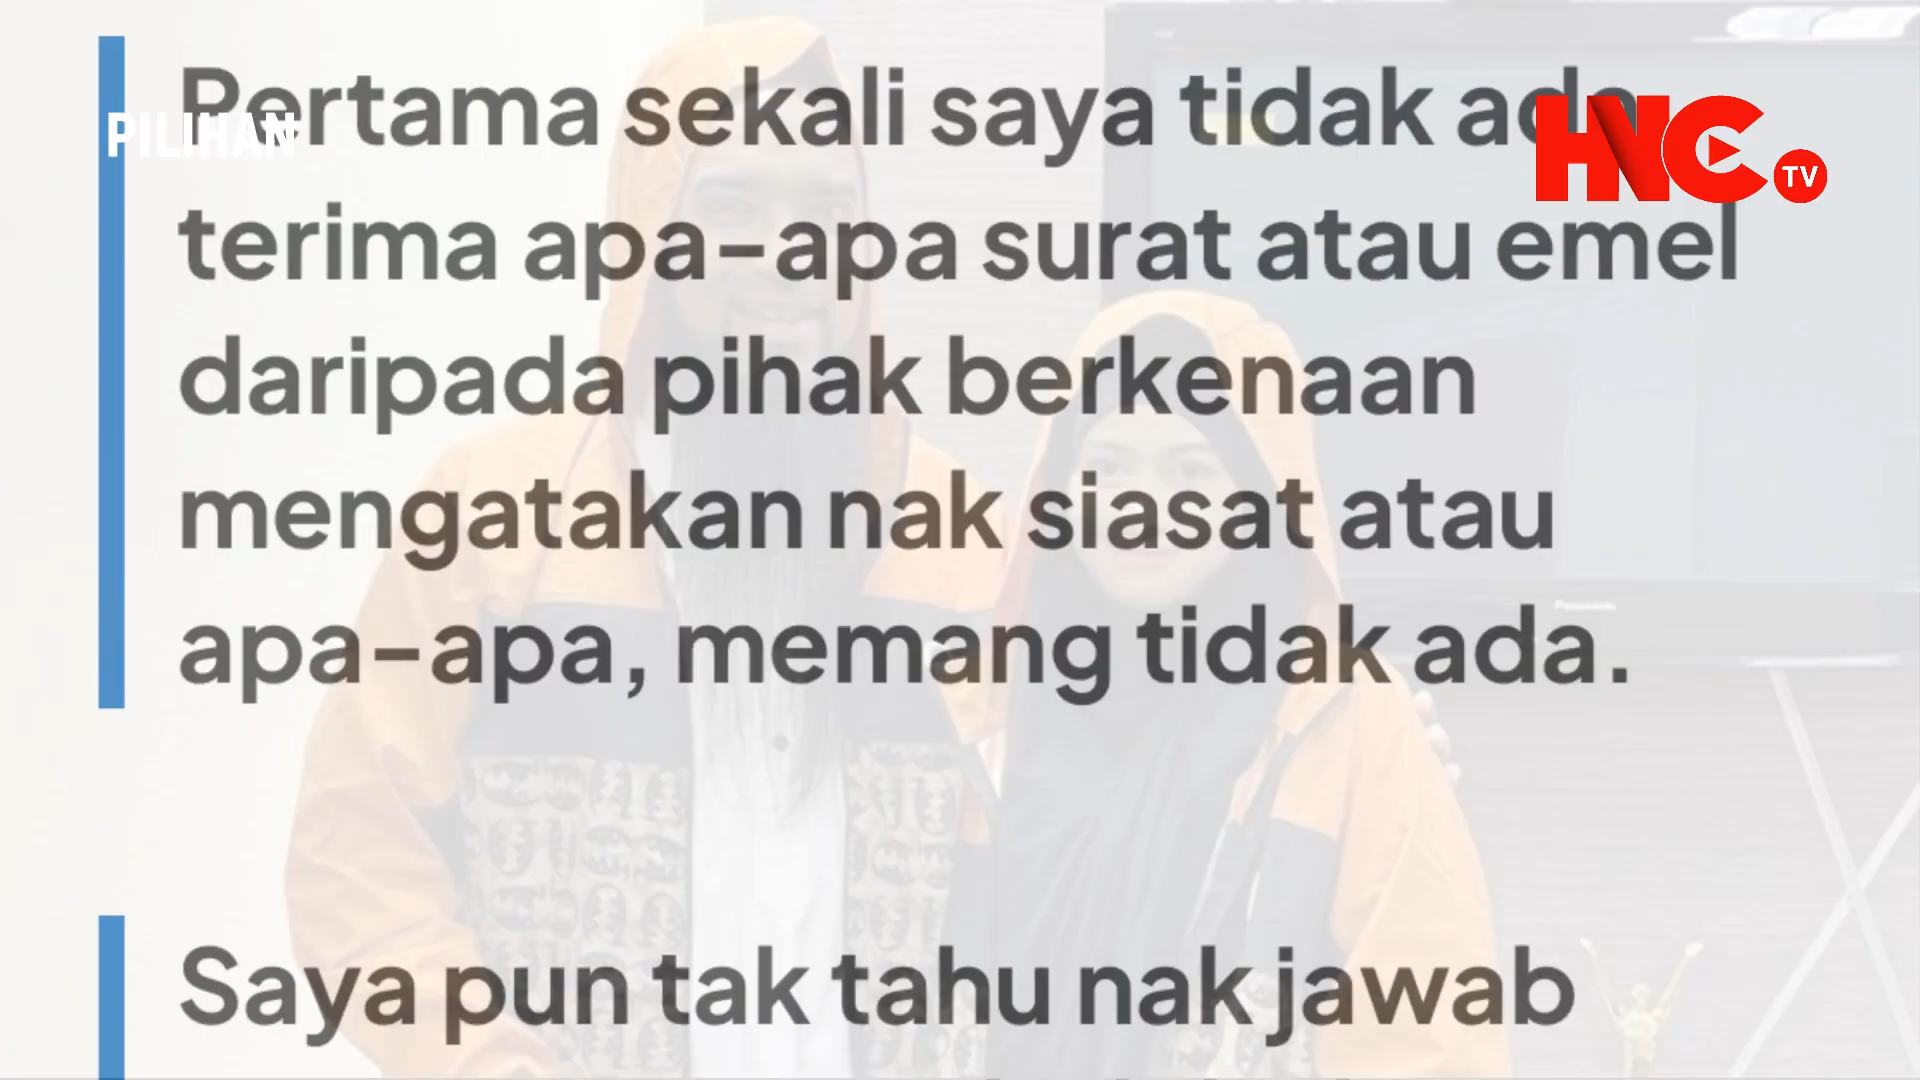 Pertama sekali saya tidak ada
PILIHAN
HNC TV
terima apa-apa surat atau emel
daripada pihak berkenaan
mengatakan nak siasat atau
apa-apa, memang tidak ada.
Panasonic
Saya pun tak tahu nak jawab